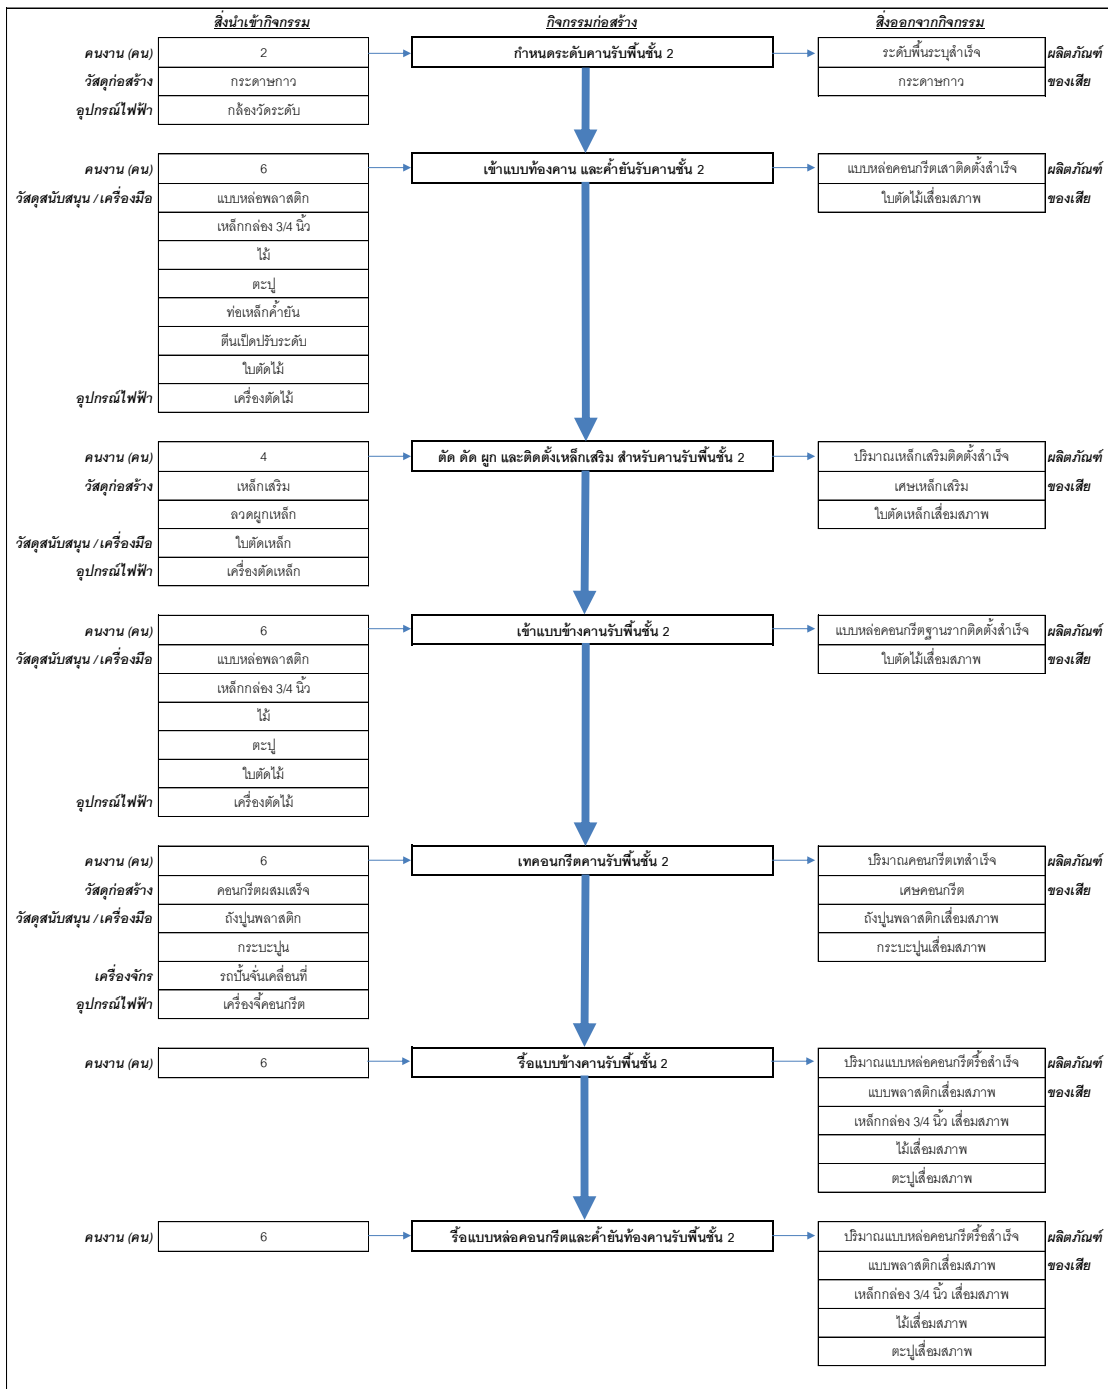 สิ่งนำเข้ากิจกรรม กิจกรรมก่อสร้าง สิ่งออกจากกิจกรรม
คนงาน (คน) 2 กำหนดระดับคานรับพื้นชั้น 2 ระดับพื้นระบุสำเร็จ ผลิตภัณฑ์
วัสดุก่อสร้าง กระดาษกาว กระดาษกาว ของเสีย
อุปกรณ์ไฟฟ้า กล้องวัดระดับ
คนงาน (คน) 6 เข้าแบบท้องคาน และค้ำยันรับคานชั้น 2 แบบหล่อคอนกรีตเสาติดตั้งสำเร็จ ผลิตภัณฑ์
วัสดุสนับสนุน / เครื่องมือ แบบหล่อพลาสติก ใบตัดไม้เสื่อมสภาพ ของเสีย
เหล็กกล่อง 3/4 นิ้ว
ไม้
ตะปู
ท่อเหล็กค้ำยัน
ตีนเป็ดปรับระดับ
ใบตัดไม้
อุปกรณ์ไฟฟ้า เครื่องตัดไม้
คนงาน (คน) 4 ตัด ดัด ผูก และติดตั้งเหล็กเสริม สำหรับคานรับพื้นชั้น 2 ปริมาณเหล็กเสริมติดตั้งสำเร็จ ผลิตภัณฑ์
วัสดุก่อสร้าง เหล็กเสริม เศษเหล็กเสริม ของเสีย
ลวดผูกเหล็ก ใบตัดเหล็กเสื่อมสภาพ
วัสดุสนับสนุน / เครื่องมือ ใบตัดเหล็ก
อุปกรณ์ไฟฟ้า เครื่องตัดเหล็ก
คนงาน (คน) 6 เข้าแบบข้างคานรับพื้นชั้น 2 แบบหล่อคอนกรีตฐานรากติดตั้งสำเร็จ ผลิตภัณฑ์
วัสดุสนับสนุน / เครื่องมือ แบบหล่อพลาสติก ใบตัดไม้เสื่อมสภาพ ของเสีย
เหล็กกล่อง 3/4 นิ้ว
ไม้
ตะปู
ใบตัดไม้
อุปกรณ์ไฟฟ้า เครื่องตัดไม้
คนงาน (คน) 6 เทคอนกรีตคานรับพื้นชั้น 2 ปริมาณคอนกรีตเทสำเร็จ ผลิตภัณฑ์
วัสดุก่อสร้าง คอนกรีตผสมเสร็จ เศษคอนกรีต ของเสีย
วัสดุสนับสนุน / เครื่องมือ ถังปูนพลาสติก ถังปูนพลาสติกเสื่อมสภาพ
กระบะปูน กระบะปูนเสื่อมสภาพ
เครื่องจักร รถปั้นจั่นเคลื่อนที่
อุปกรณ์ไฟฟ้า เครื่องจี้คอนกรีต
คนงาน (คน) 6 รื้อแบบข้างคานรับพื้นชั้น 2 ปริมาณแบบหล่อคอนกรีตรื้อสำเร็จ ผลิตภัณฑ์
แบบพลาสติกเสื่อมสภาพ ของเสีย
เหล็กกล่อง 3/4 นิ้ว เสื่อมสภาพ
ไม้เสื่อมสภาพ
ตะปูเสื่อมสภาพ
คนงาน (คน) 6 รื้อแบบหล่อคอนกรีตและค้ำยันท้องคานรับพื้นชั้น 2 ปริมาณแบบหล่อคอนกรีตรื้อสำเร็จ ผลิตภัณฑ์
แบบพลาสติกเสื่อมสภาพ ของเสีย
เหล็กกล่อง 3/4 นิ้ว เสื่อมสภาพ
ไม้เสื่อมสภาพ
ตะปูเสื่อมสภาพ